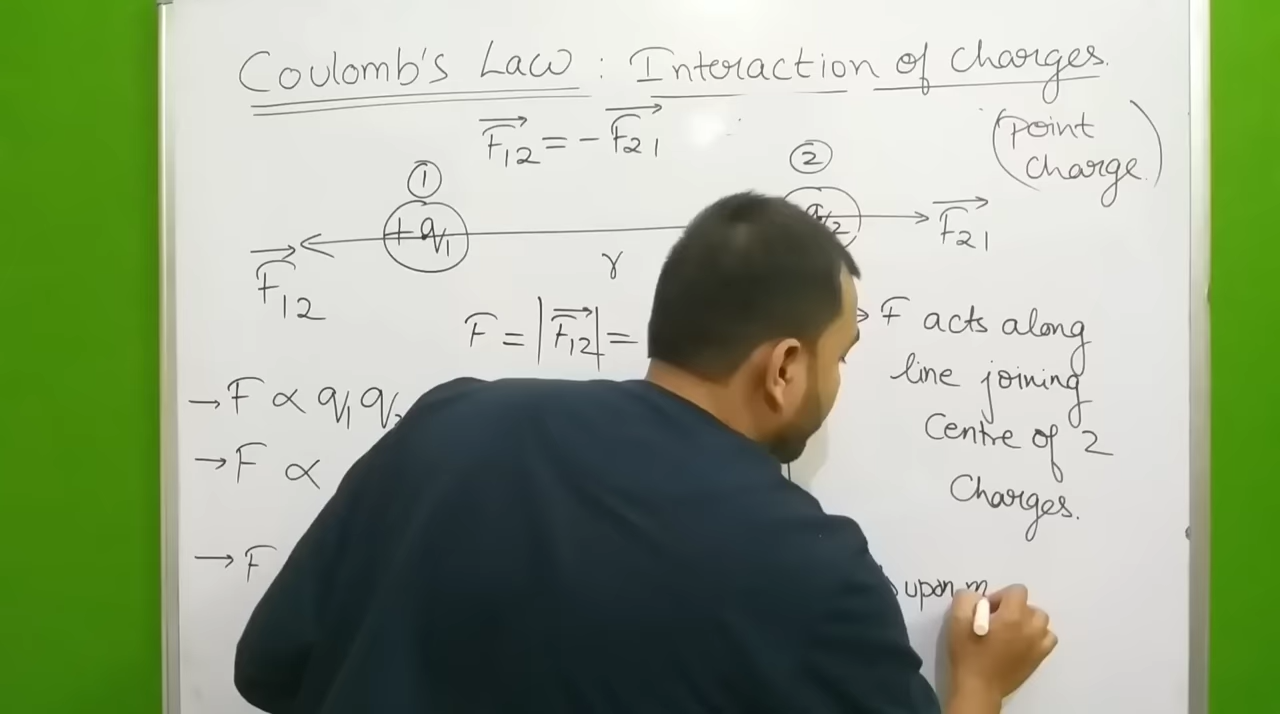 Coulomb's Law : Interaction of Charges.
F12 = - F21
(Point Charge.)
1
2
+q1
q2
F12
F21
r
F = |F12| =
→ F ∝ q1 q2
→ F ∝
→ F
F acts along
line joining
Centre of 2
Charges.
upon m